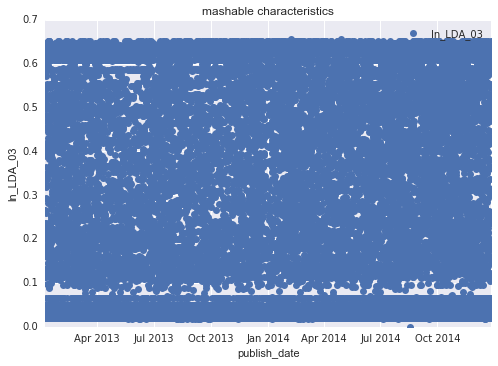 mashable characteristics
ln_LDA_03
0.7
0.6
0.5
0.4
0.3
0.2
0.1
0.0
ln_LDA_03
Apr 2013 Jul 2013 Oct 2013 Jan 2014 Apr 2014 Jul 2014 Oct 2014
publish_date